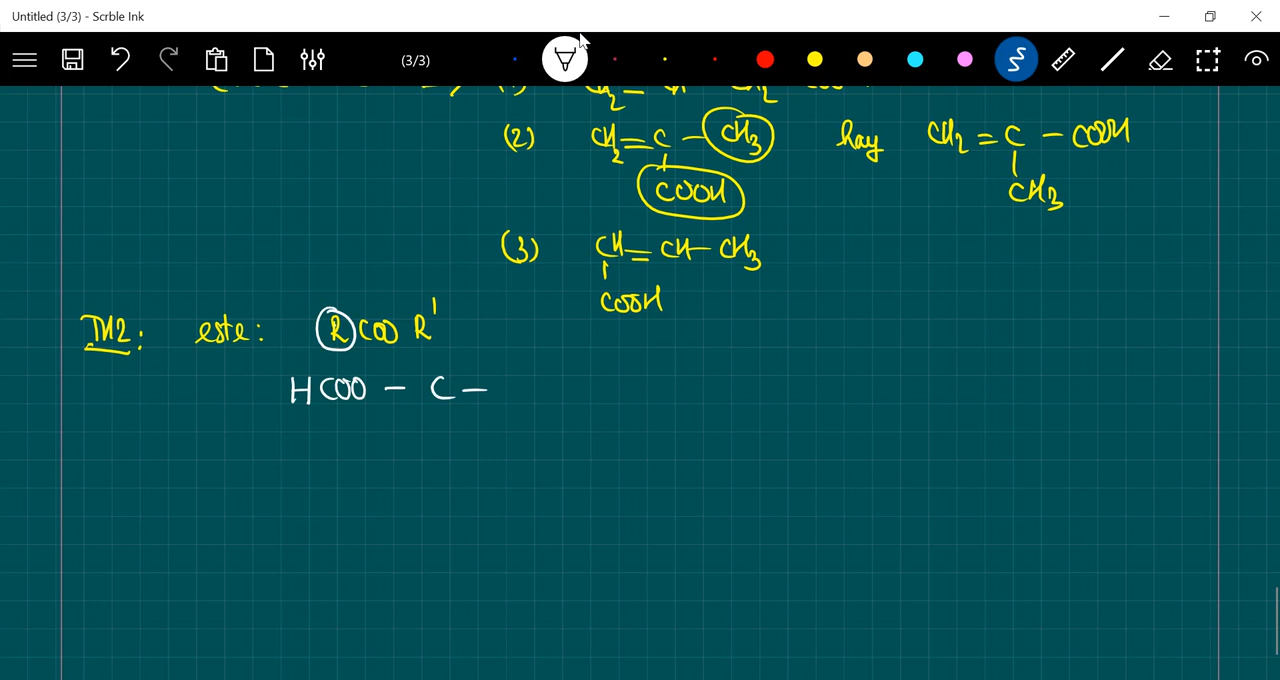 Untitled (3/3) - Scrble Ink
(3/3)
(2) CH2 = C - CH3 hay CH2 = C - COOH
COOH CH3
(3) CH = CH - CH3
COOH
TH2: este: RCOO R'
HCOO - C -